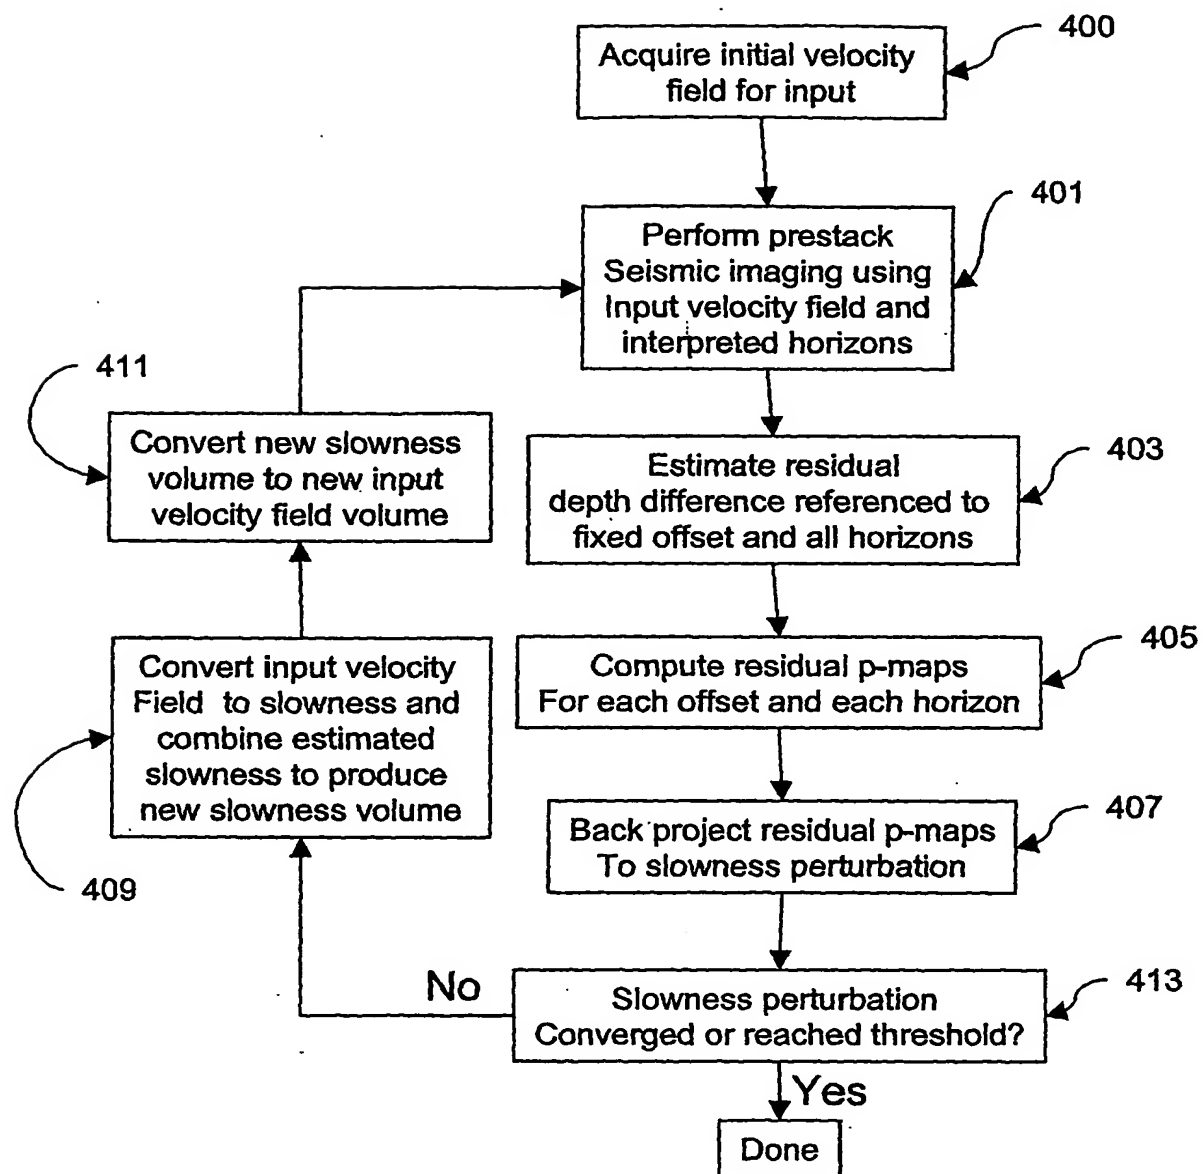 400
Acquire initial velocity
field for input
401
Perform prestack
Seismic imaging using
Input velocity field and
interpreted horizons
411
Convert new slowness
volume to new input
velocity field volume
403
Estimate residual
depth difference referenced to
fixed offset and all horizons
405
Compute residual p-maps
For each offset and each horizon
Convert input velocity
Field to slowness and
combine estimated
slowness to produce
new slowness volume
409
407
Back project residual p-maps
To slowness perturbation
413
Slowness perturbation
Converged or reached threshold?
No
Yes
Done